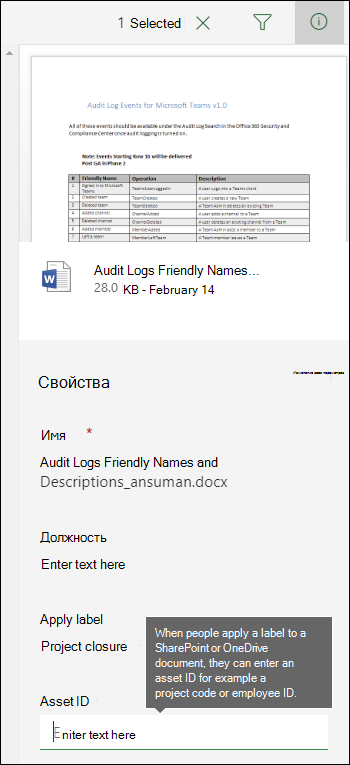 1 Selected
Audit Log Events for Microsoft Teams v1.0
All of these events should be available under the Audit Log Search in the Office 365 Security and
Compliance Center once audit logging is turned on.
Note: Events Starting Row 16 will be delivered
Post GA in Phase 2
# Friendly Name Operation Description
1 Signed in to Microsoft Teams TeamsUserLoggedIn A user Logs into a Teams client
2 Created team TeamCreated A user creates a new Team
3 Deleted team TeamDeleted A Team Admin deletes an existing Team
4 Added channel ChannelAdded A user adds a channel to a Team
5 Deleted channel ChannelDeleted A user deletes an existing channel from a Team
6 Added member MemberAdded A Team Admin adds a member to a Team
7 Left a team MemberLeftTeam A Team member leaves a Team
Audit Logs Friendly Names...
28.0 KB - February 14
Свойства
Имя *
Audit Logs Friendly Names and
Descriptions_ansuman.docx
Должность
Enter text here
Apply label
Project closure
When people apply a label to a
SharePoint or OneDrive
document, they can enter an
asset ID for example a
project code or employee ID.
Asset ID
Enter text here